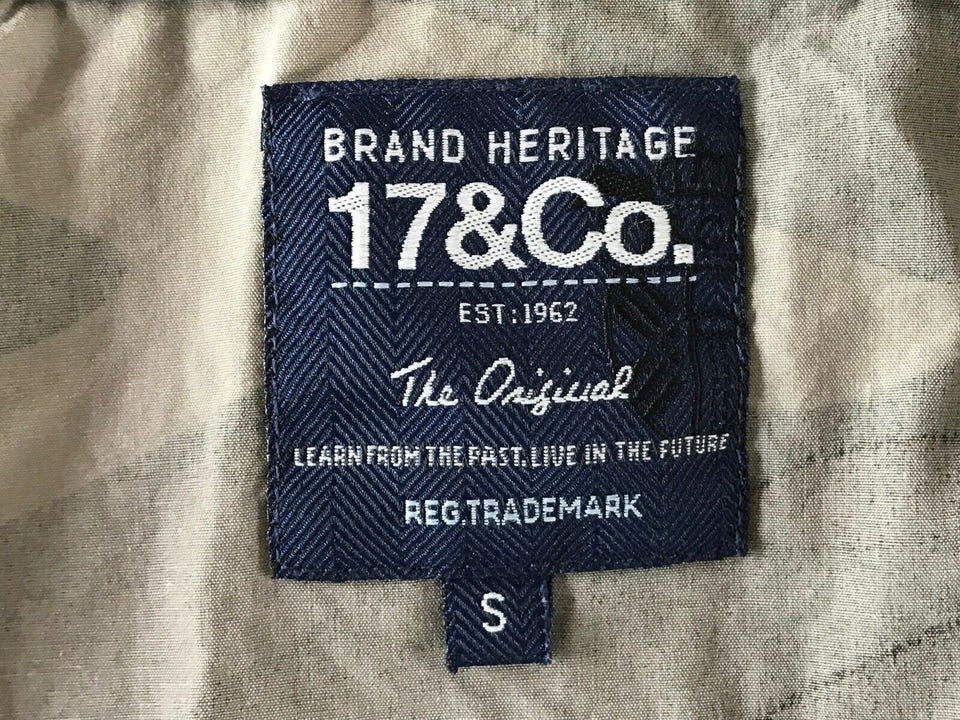 BRAND HERITAGE
17&Co.
EST:1962
The Original
LEARN FROM THE PAST.LIVE IN THE FUTURE
REG.TRADEMARK
S